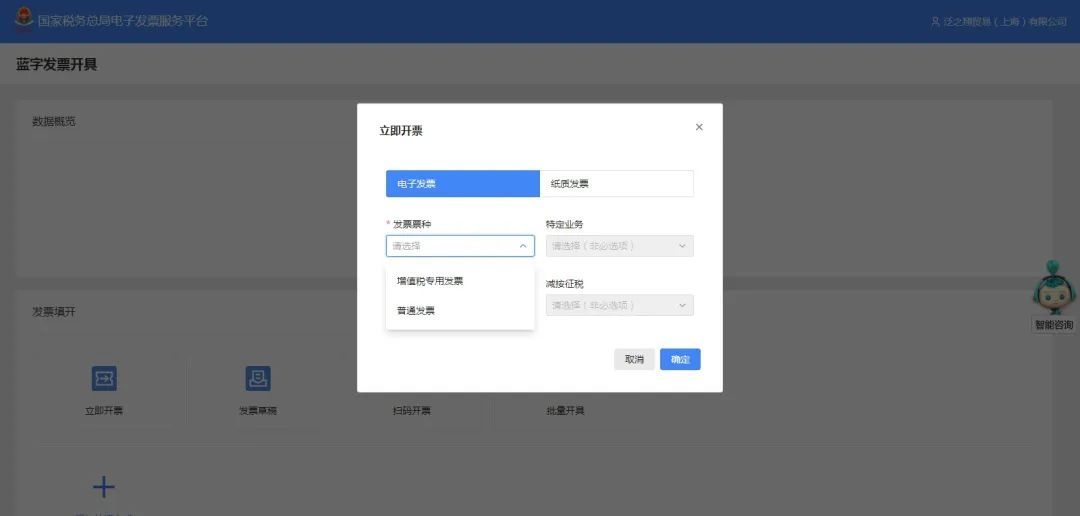 国家税务总局电子发票服务平台
泛之翔贸易（上海）有限公司
蓝字发票开具
数据概览
立即开票
电子发票
纸质发票
* 发票票种
特定业务
请选择
请选择（非必选项）
增值税专用发票
减按征税
请选择（非必选项）
普通发票
取消
确定
智能咨询
发票填开
立即开票
发票草稿
扫码开票
批量开具